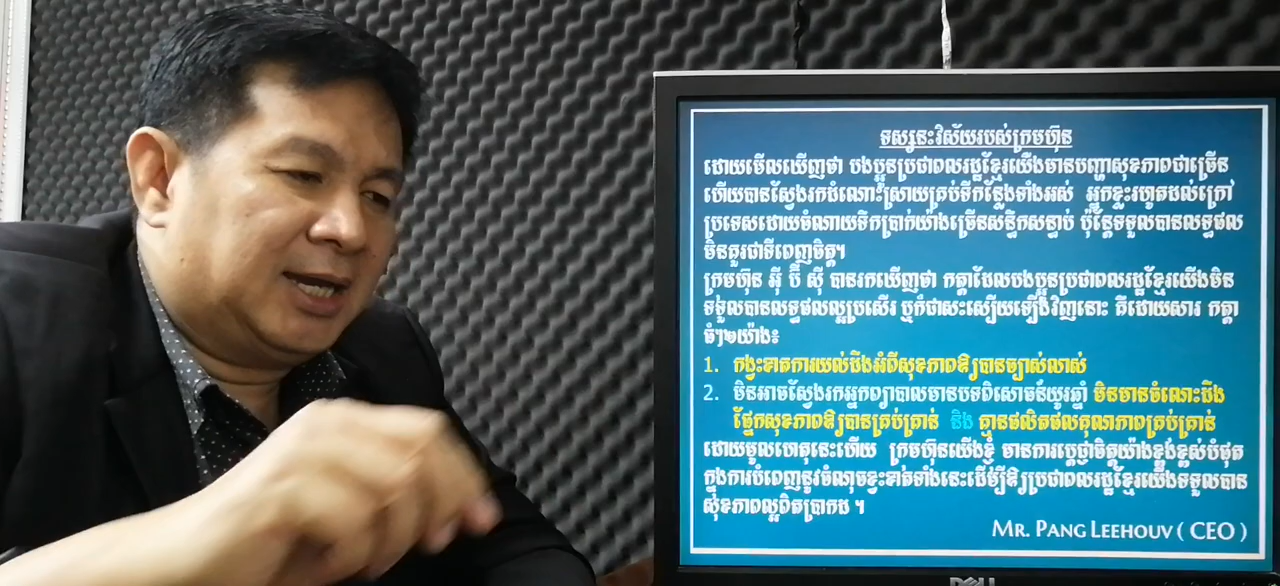 ទស្សនះវិស័យរបស់ក្រុមហ៊ុន
ដោយមើលឃើញថា បងប្អូនប្រជាពលរដ្ឋខ្មែរយើងមានបញ្ហាសុខភាពជាច្រើន
ហើយបានស្វែងរកដំណោះស្រាយគ្រប់ទីកន្លែងទាំងអស់ អ្នកខ្លះរហូតដល់ក្រៅ
ប្រទេសដោយចំណាយទឹកប្រាក់យ៉ាងច្រើនសន្ធឹកសន្ធាប់ ប៉ុន្តែទទួលបានលទ្ធផល
មិនគួរជាទីពេញចិត្ត។
ក្រុមហ៊ុន អ៊ី ប៊ី ស៊ី បានរកឃើញថា កត្តាដែលបងប្អូនប្រជាពលរដ្ឋខ្មែរយើងមិន
ទទួលបានលទ្ធផលល្អប្រសើរ ឬក៏ជាសះស្បើយឡើងវិញនោះ គឺដោយសារ កត្តា
ធំៗ២យ៉ាង៖
1. កង្វះខាតការយល់ដឹងអំពីសុខភាពឱ្យបានច្បាស់លាស់
2. មិនអាចស្វែងរកអ្នកព្យាបាលមានបទពិសោធន៍យូរឆ្នាំ មិនមានចំណេះដឹង
ផ្នែកសុខភាពឱ្យបានគ្រប់គ្រាន់ និង គ្មានផលិតផលគុណភាពគ្រប់គ្រាន់
ដោយមូលហេតុនេះហើយ ក្រុមហ៊ុនយើងខ្ញុំ មានការប្ដេជ្ញាចិត្តយ៉ាងខ្ពង់ខ្ពស់បំផុត
ក្នុងការបំពេញនូវចំណុចខ្វះខាតទាំងនេះដើម្បីឱ្យប្រជាពលរដ្ឋខ្មែរយើងទទួលបាន
សុខភាពល្អពិតប្រាកដ ។
MR. PANG LEEHOUV ( CEO )
DELL